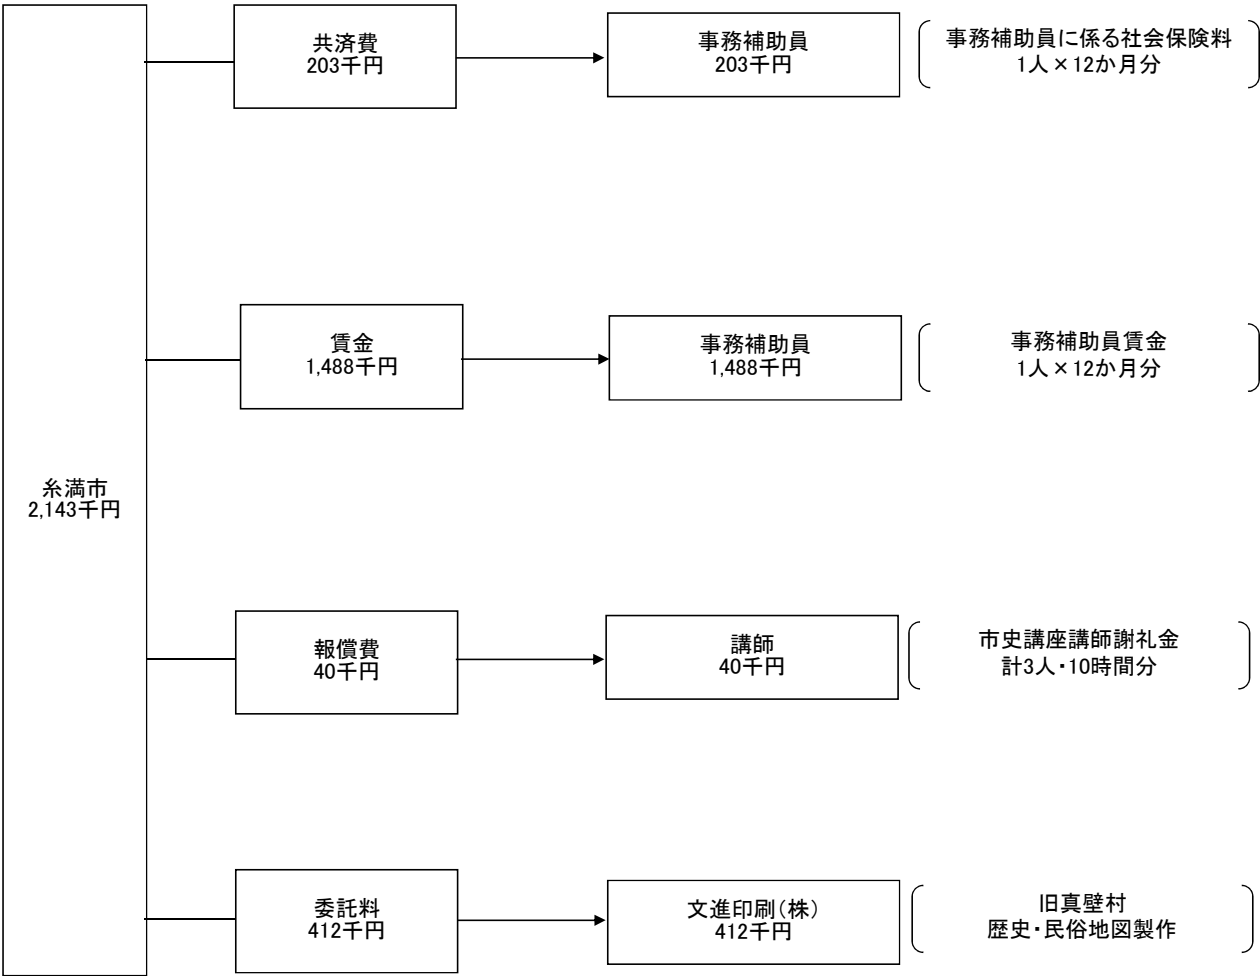 共済費
203千円
事務補助員
203千円
事務補助員に係る社会保険料
1人×12か月分
賃金
1,488千円
事務補助員
1,488千円
事務補助員賃金
1人×12か月分
糸満市
2,143千円
報償費
40千円
講師
40千円
市史講座講師謝礼金
計3人・10時間分
委託料
412千円
文進印刷(株)
412千円
旧真壁村
歴史・民俗地図製作